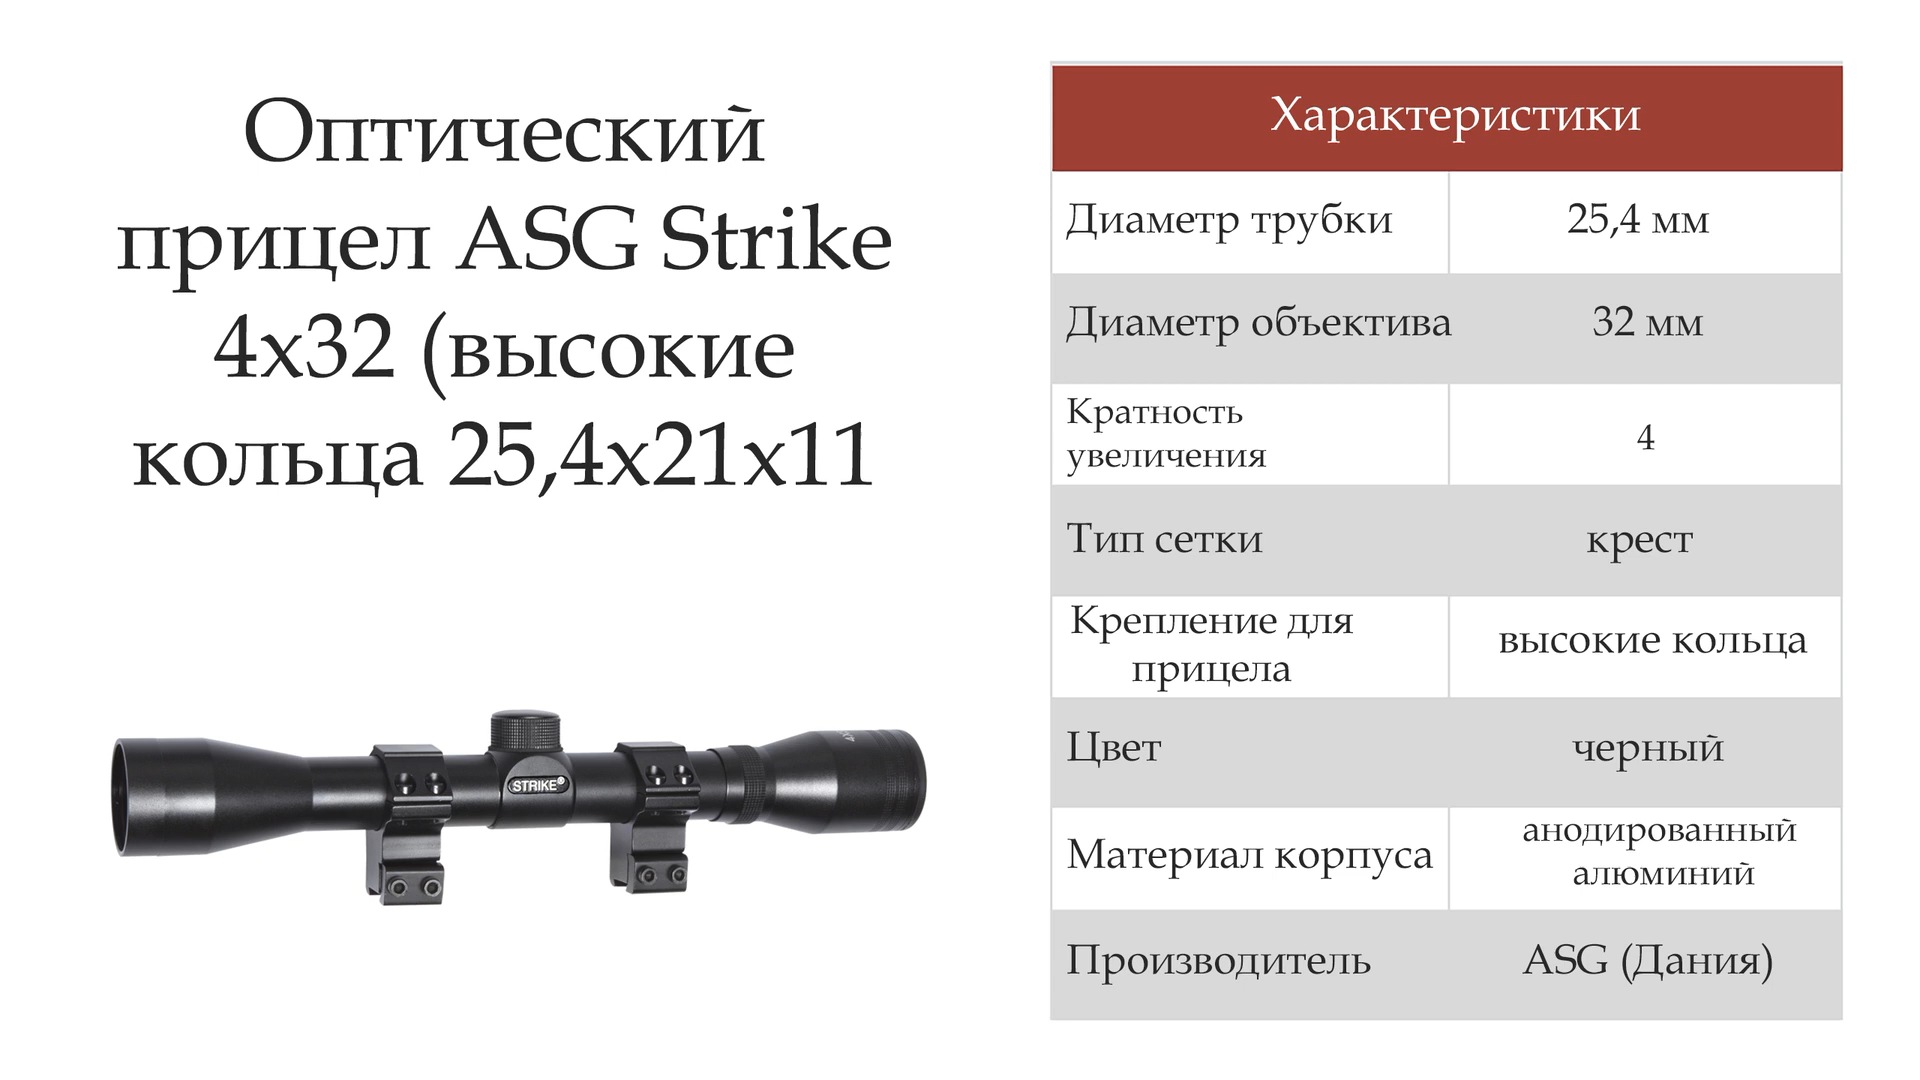 Оптический
прицел ASG Strike
4x32 (высокие
кольца 25,4x21x11
STRIKE®
Характеристики
Диаметр трубки 25,4 мм
Диаметр объектива 32 мм
Кратность
увеличения
4
Тип сетки крест
Крепление для
прицела
высокие кольца
Цвет черный
Материал корпуса
анодированный
алюминий
Производитель ASG (Дания)